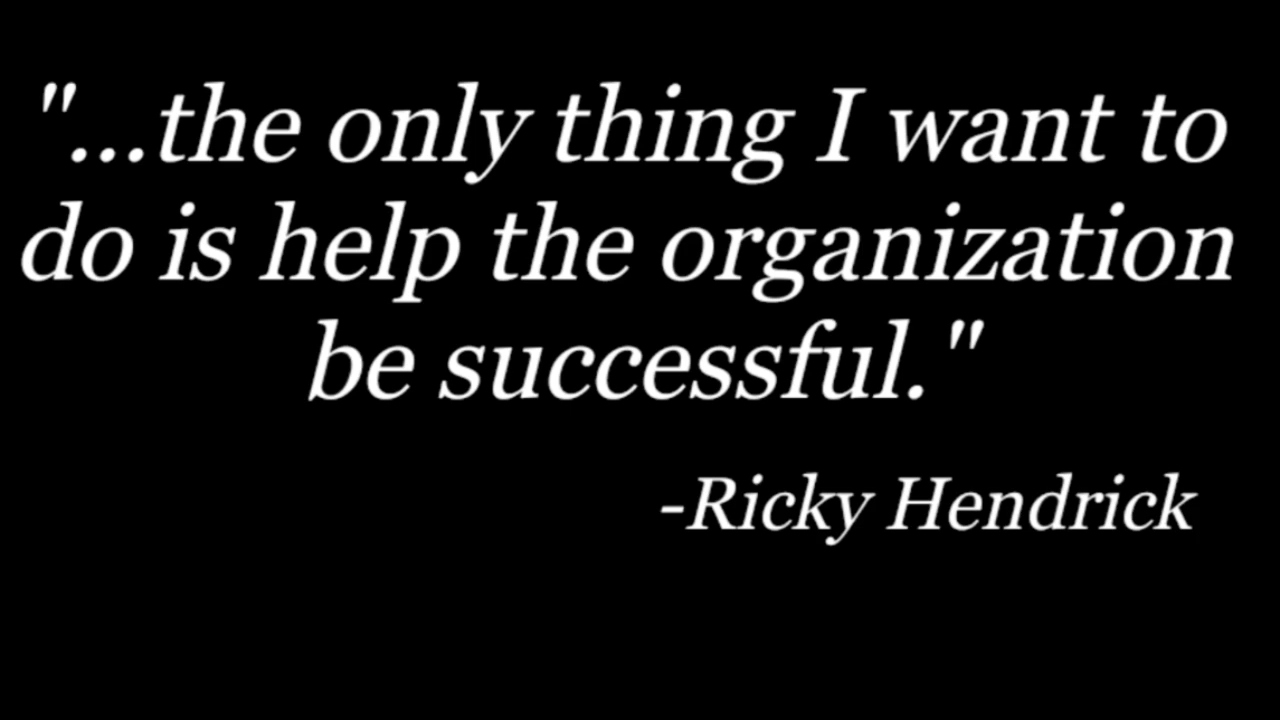 "...the only thing I want to
do is help the organization
be successful."
-Ricky Hendrick